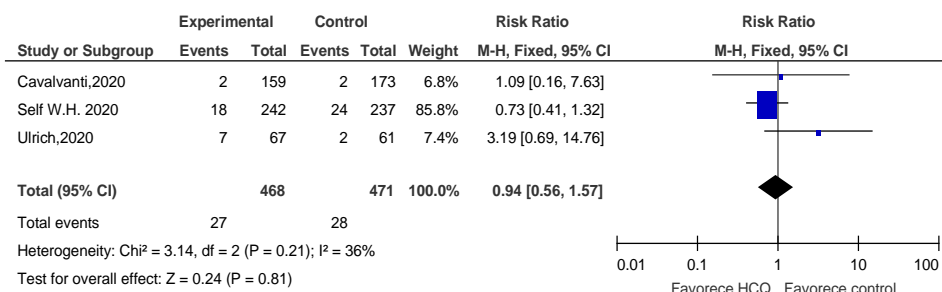 Experimental Control Risk Ratio Risk Ratio
Study or Subgroup Events Total Events Total Weight M-H, Fixed, 95% CI M-H, Fixed, 95% CI
Cavalvanti,2020 2 159 2 173 6.8% 1.09 [0.16, 7.63]
Self W.H. 2020 18 242 24 237 85.8% 0.73 [0.41, 1.32]
Ulrich,2020 7 67 2 61 7.4% 3.19 [0.69, 14.76]
Total (95% CI) 468 471 100.0% 0.94 [0.56, 1.57]
Total events 27 28
Heterogeneity: Chi² = 3.14, df = 2 (P = 0.21); I² = 36%
Test for overall effect: Z = 0.24 (P = 0.81)
0.01 0.1 1 10 100
Favorece HCQ Favorece control